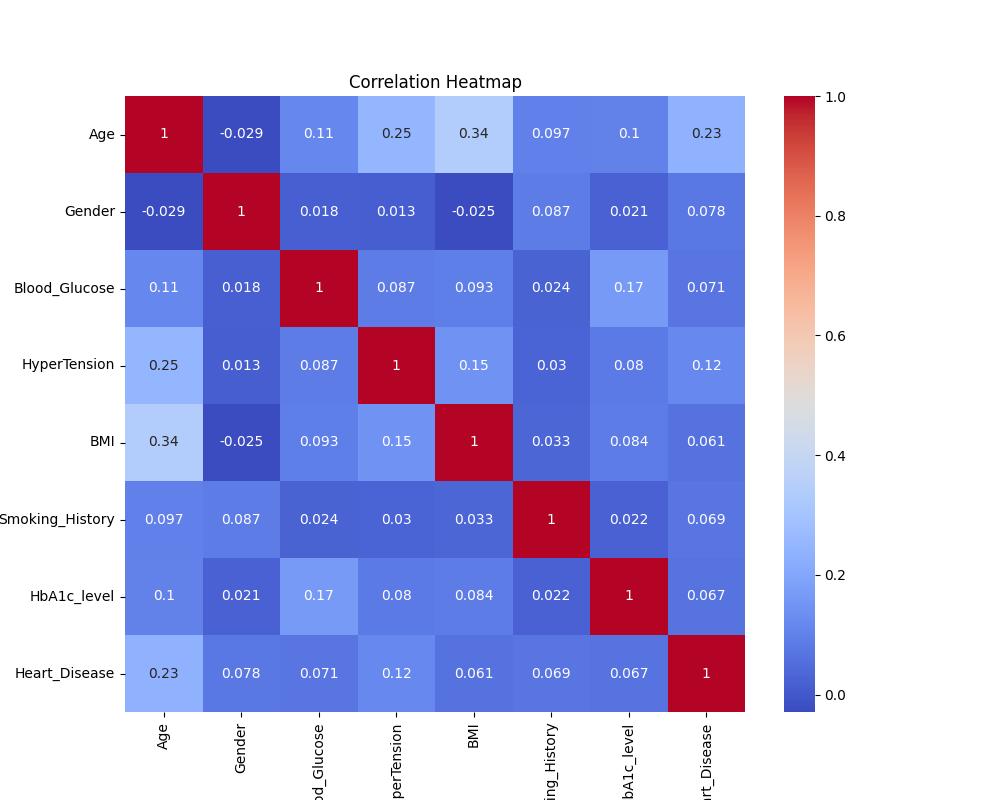 Correlation Heatmap
Age 1 -0.029 0.11 0.25 0.34 0.097 0.1 0.23
Gender -0.029 1 0.018 0.013 -0.025 0.087 0.021 0.078
Blood_Glucose 0.11 0.018 1 0.087 0.093 0.024 0.17 0.071
HyperTension 0.25 0.013 0.087 1 0.15 0.03 0.08 0.12
BMI 0.34 -0.025 0.093 0.15 1 0.033 0.084 0.061
Smoking_History 0.097 0.087 0.024 0.03 0.033 1 0.022 0.069
HbA1c_level 0.1 0.021 0.17 0.08 0.084 0.022 1 0.067
Heart_Disease 0.23 0.078 0.071 0.12 0.061 0.069 0.067 1
Age
Gender
od_Glucose
perTension
BMI
ing_History
bA1c_level
art_Disease
1.0
0.8
0.6
0.4
0.2
0.0